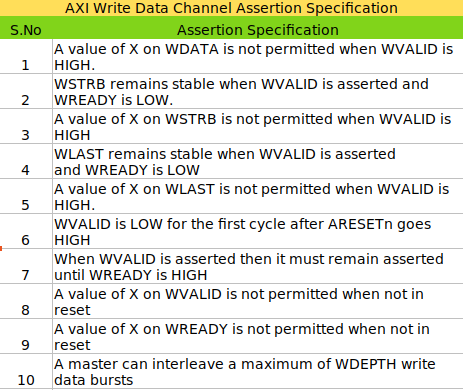 AXI Write Data Channel Assertion Specification
S.No Assertion Specification
1 A value of X on WDATA is not permitted when WVALID is
HIGH.
2 WSTRB remains stable when WVALID is asserted and
WREADY is LOW.
3 A value of X on WSTRB is not permitted when WVALID is
HIGH
4 WLAST remains stable when WVALID is asserted
and WREADY is LOW
5 A value of X on WLAST is not permitted when WVALID is
HIGH.
6 WVALID is LOW for the first cycle after ARESETn goes
HIGH
7 When WVALID is asserted then it must remain asserted
until WREADY is HIGH
8 A value of X on WVALID is not permitted when not in
reset
9 A value of X on WREADY is not permitted when not in
reset
10 A master can interleave a maximum of WDEPTH write
data bursts